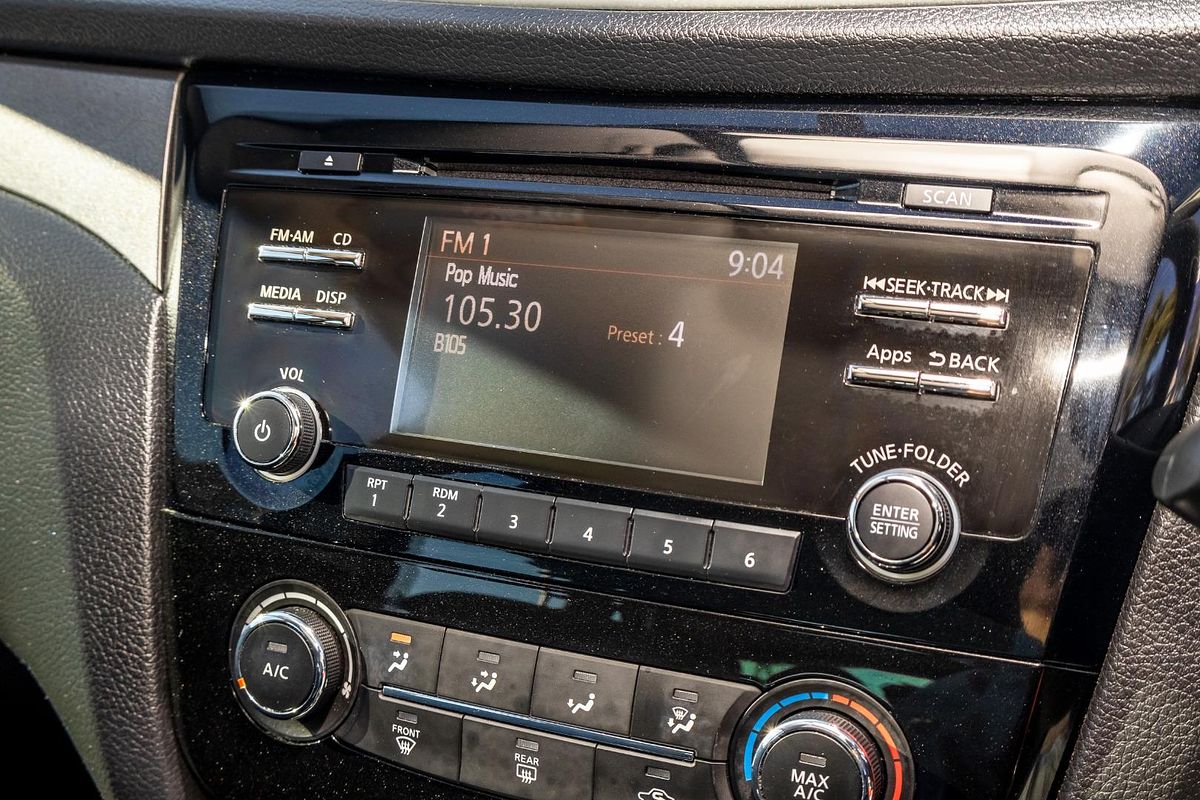 SCAN
FM·AM CD
MEDIA DISP
VOL
FM 1
9:04
Pop Music
105.30
Preset : 4
B105
SEEK·TRACK
Apps BACK
TUNE·FOLDER
ENTER
SETTING
RPT
1
RDM
2
3
4
5
6
A/C
FRONT
REAR
MAX
A/C